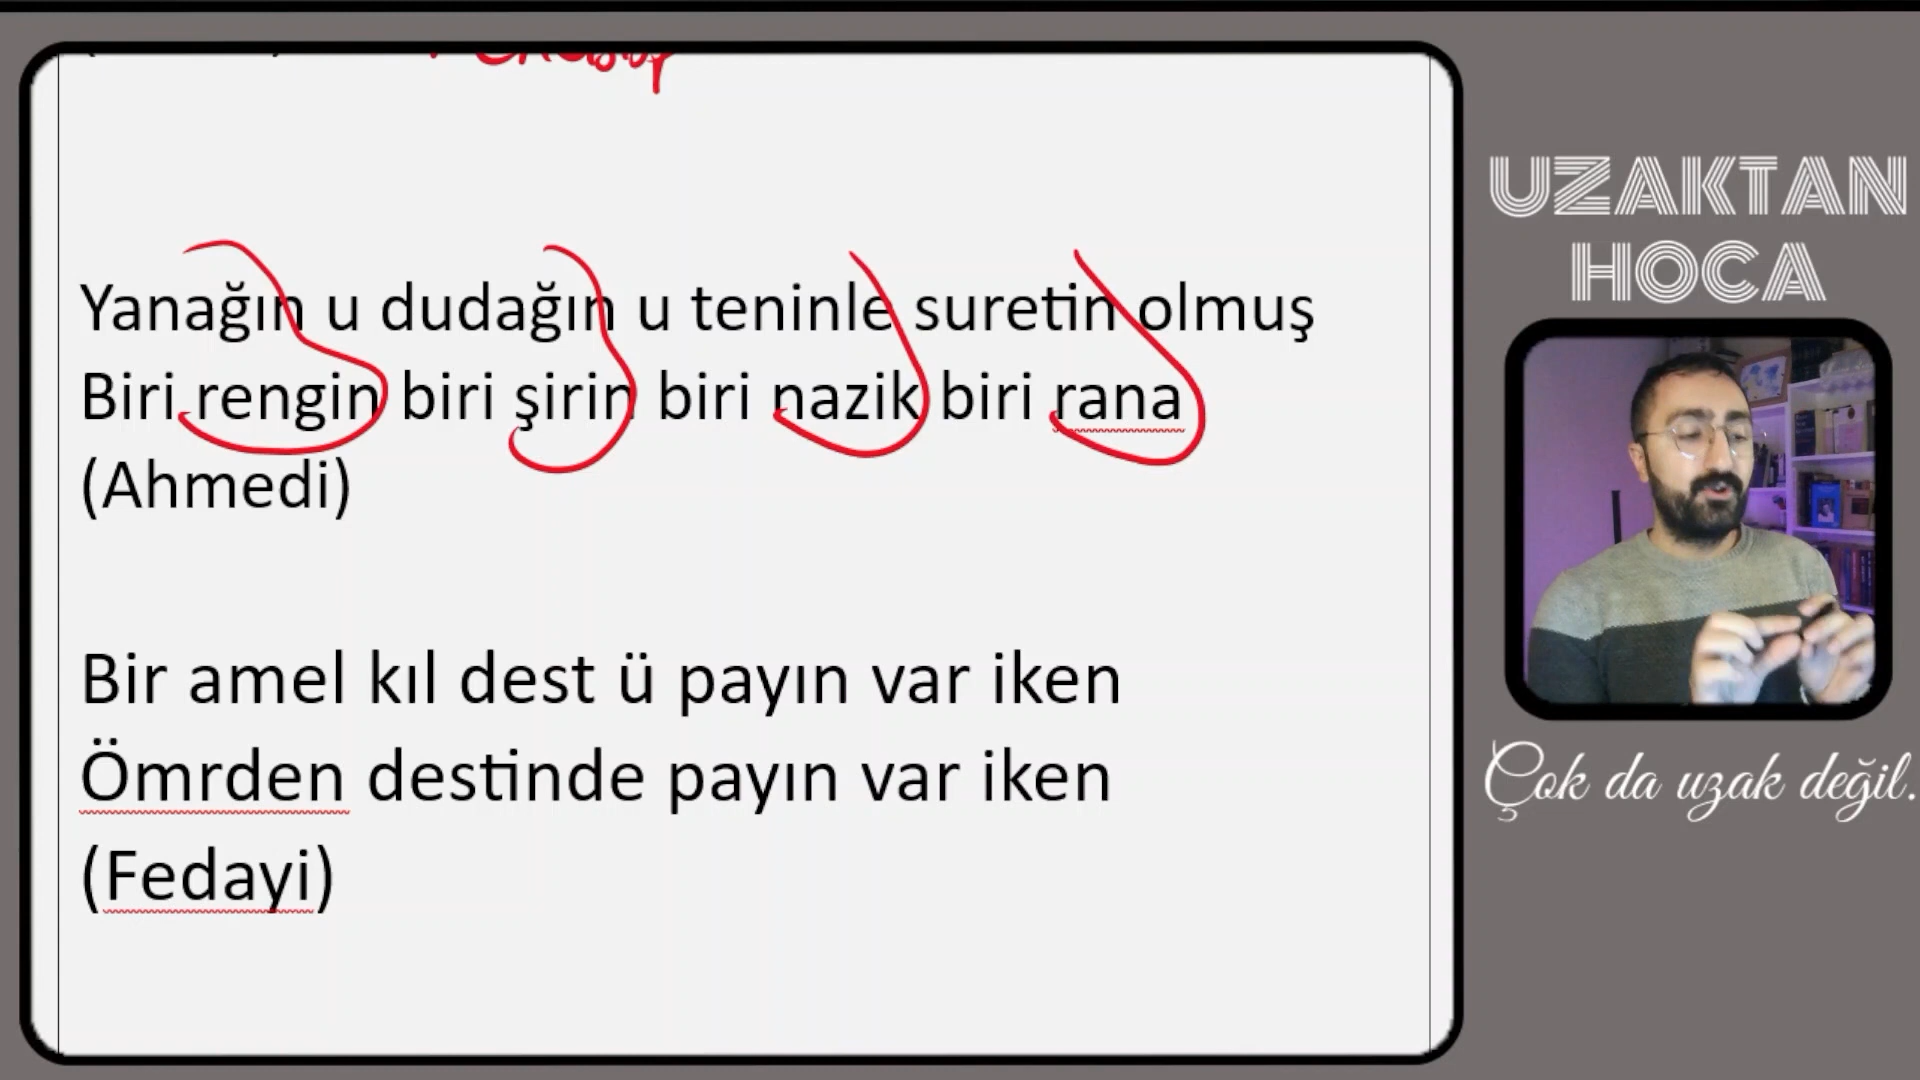 Yanağın u dudağın u teninle suretin olmuş
Biri rengin biri şirin biri nazik biri rana
(Ahmedi)
Bir amel kıl dest ü payın var iken
Ömrden destinde payın var iken
(Fedayi)
UZAKTAN
HOCA
Çok da uzak değil.